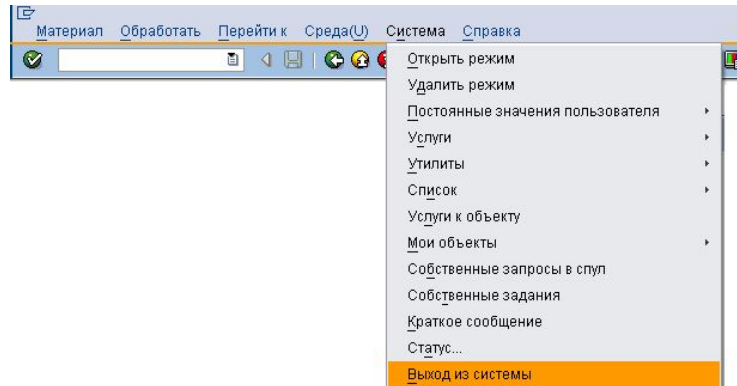 Материал Обработать Перейти к Среда(U) Система Справка
Открыть режим
Удалить режим
Постоянные значения пользователя
Услуги
Утилиты
Список
Услуги к объекту
Мои объекты
Собственные запросы в спул
Собственные задания
Краткое сообщение
Статус...
Выход из системы